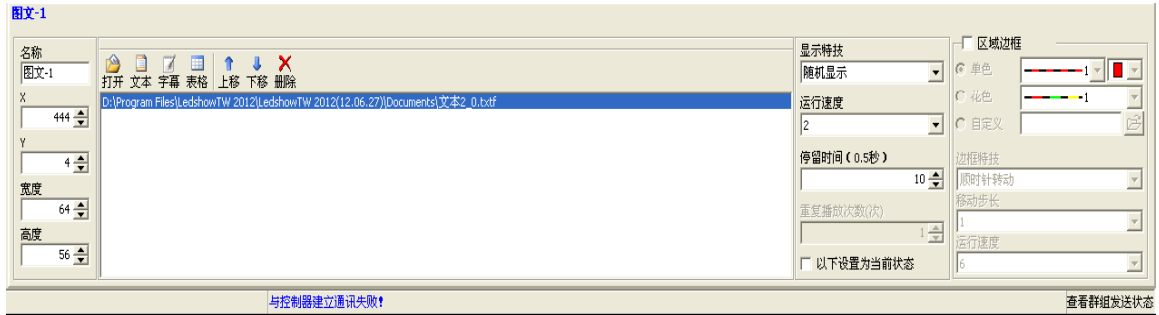 图文-1
名称
图文-1
X
444
Y
4
宽度
64
高度
56
打开 文本 字幕 表格 上移 下移 删除
D:\Program Files\LedshowTW 2012\LedshowTW 2012(12.06.27)\Documents\文本2_0.txtf
显示特技
随机显示
运行速度
2
停留时间（0.5秒）
10
重复播放次数(次)
1
以下设置为当前状态
区域边框
单色 1
花色 1
自定义
边框特技
顺时针转动
移动步长
1
运行速度
6
与控制器建立通讯失败！
查看群组发送状态